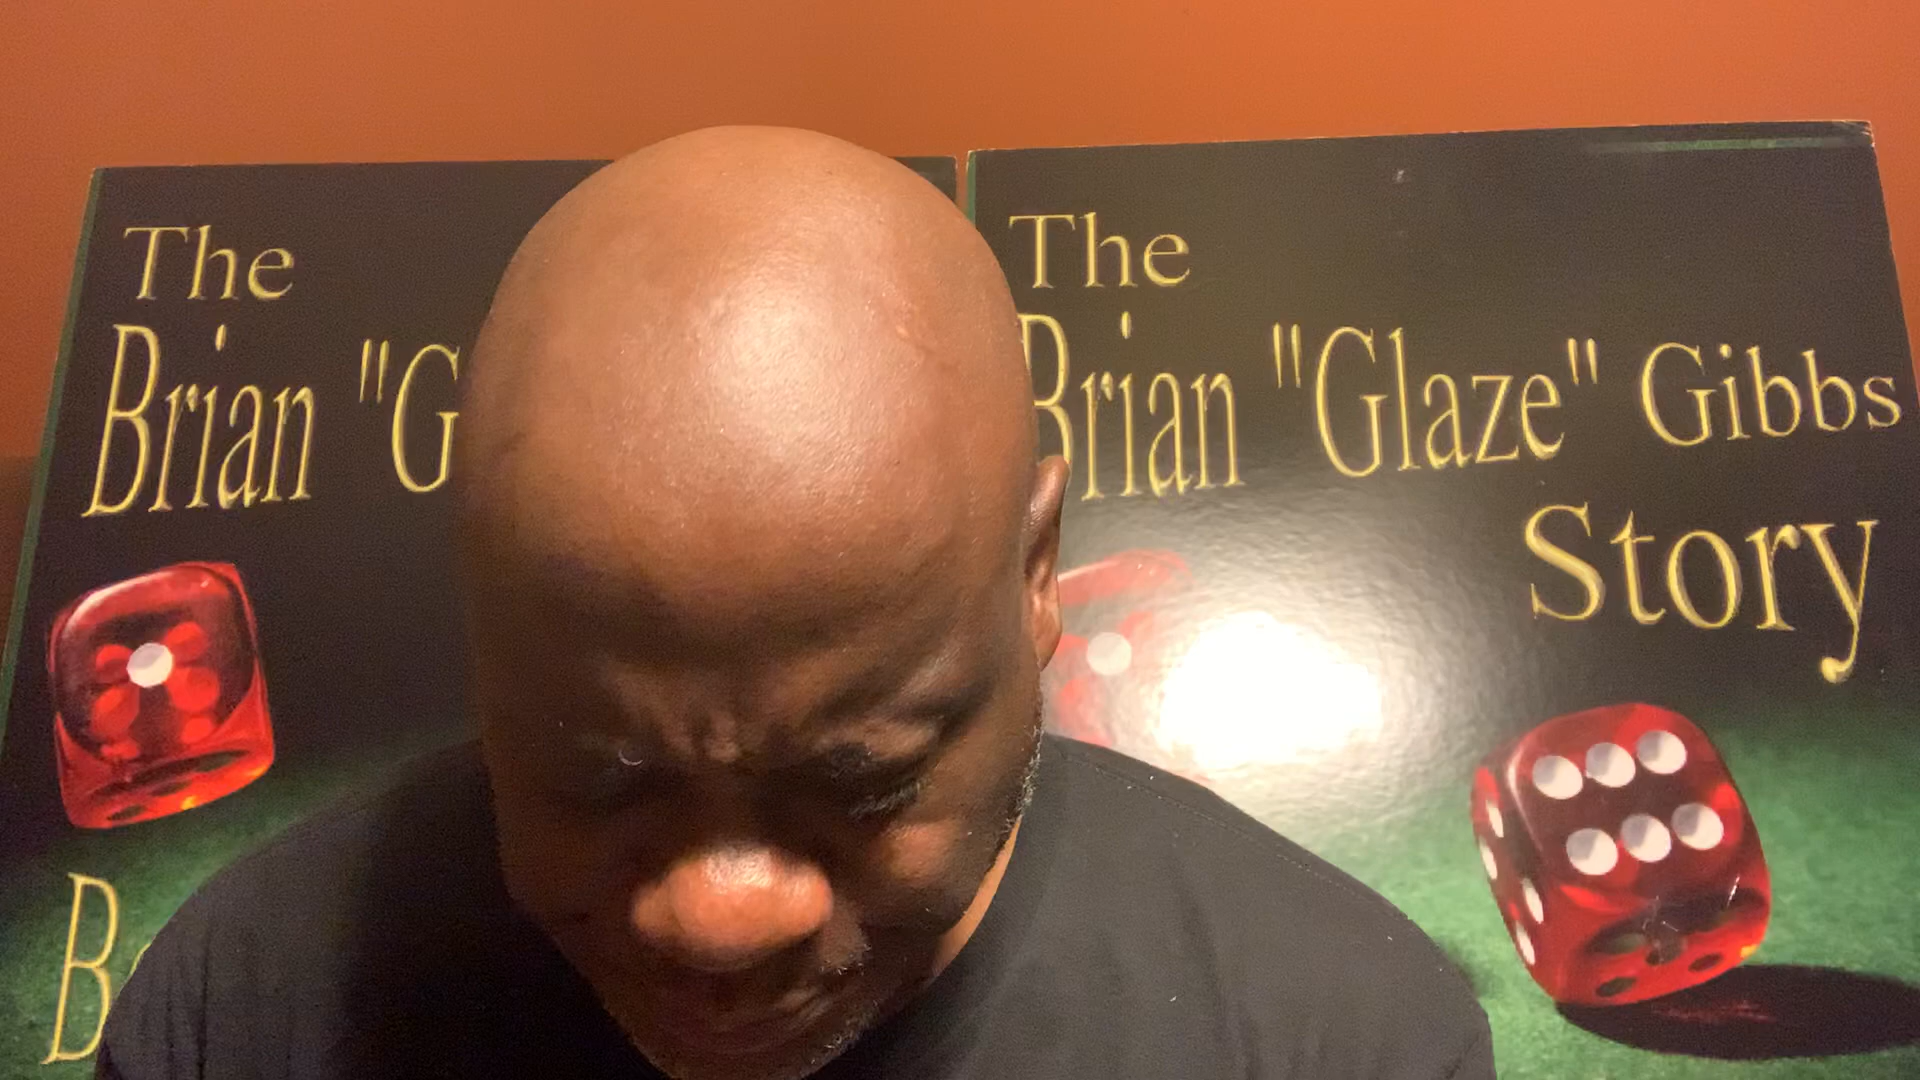 The
Brian "G
B
The
Brian "Glaze" Gibbs
Story